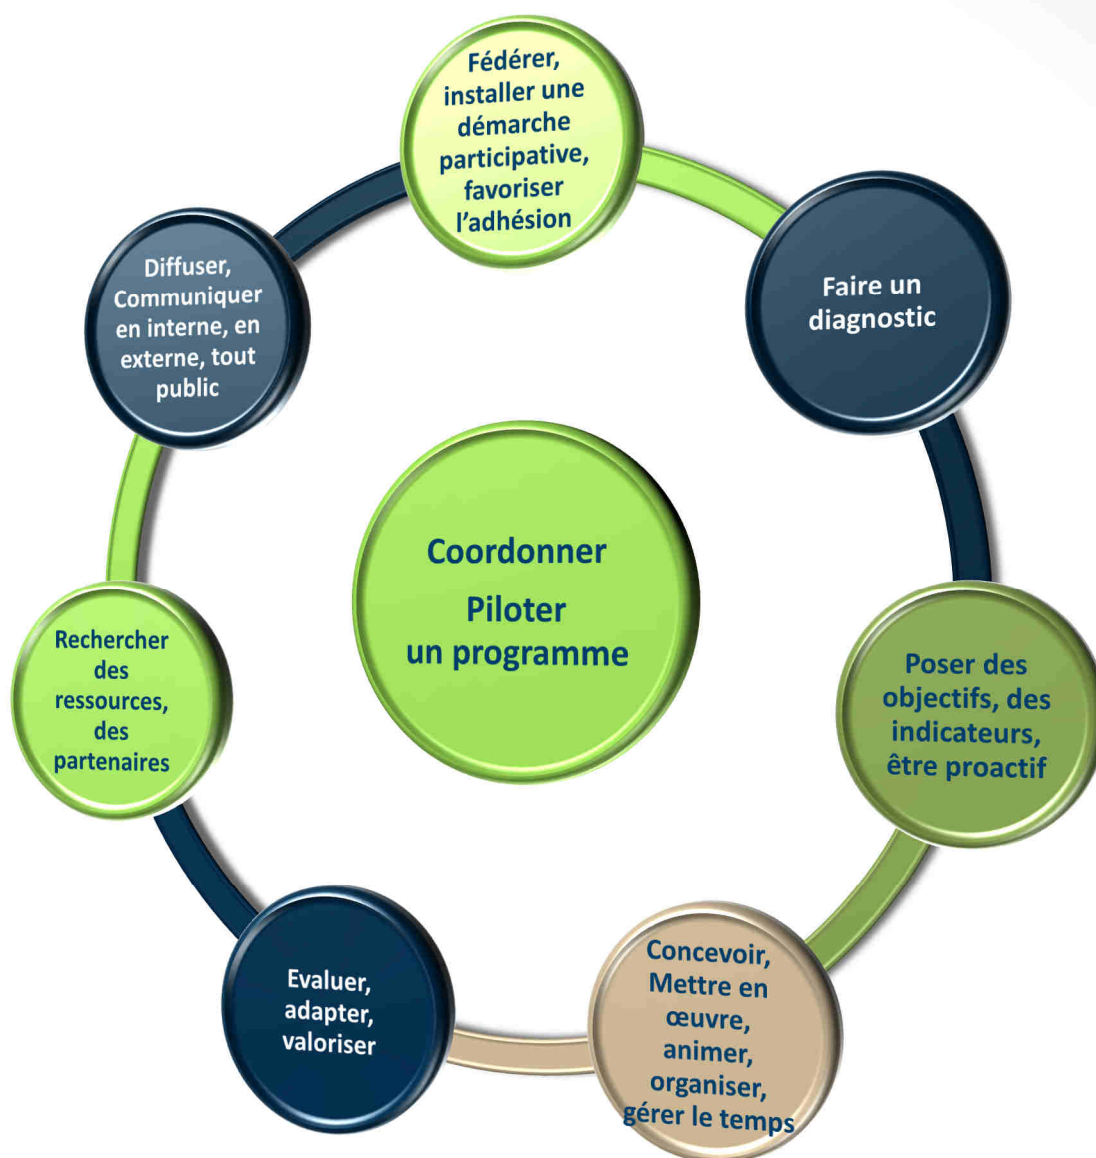 Fédérer,
installer une
démarche
participative,
favoriser
l'adhésion
Faire un
diagnostic
Poser des
objectifs, des
indicateurs,
être proactif
Concevoir,
Mettre en
œuvre,
animer,
organiser,
gérer le temps
Evaluer,
adapter,
valoriser
Rechercher
des
ressources,
des
partenaires
Diffuser,
Communiquer
en interne, en
externe, tout
public
Coordonner
Piloter
un programme